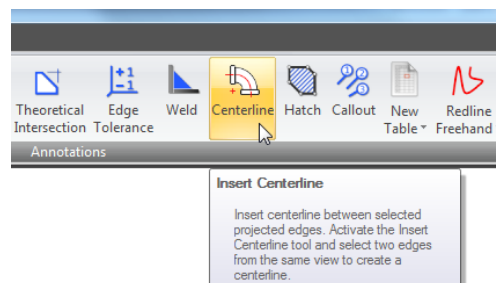 Theoretical Intersection
Edge Tolerance
Weld
Centerline
Hatch
Callout
New Table
Redline Freehand
Annotations
Insert Centerline
Insert centerline between selected
projected edges. Activate the Insert
Centerline tool and select two edges
from the same view to create a
centerline.